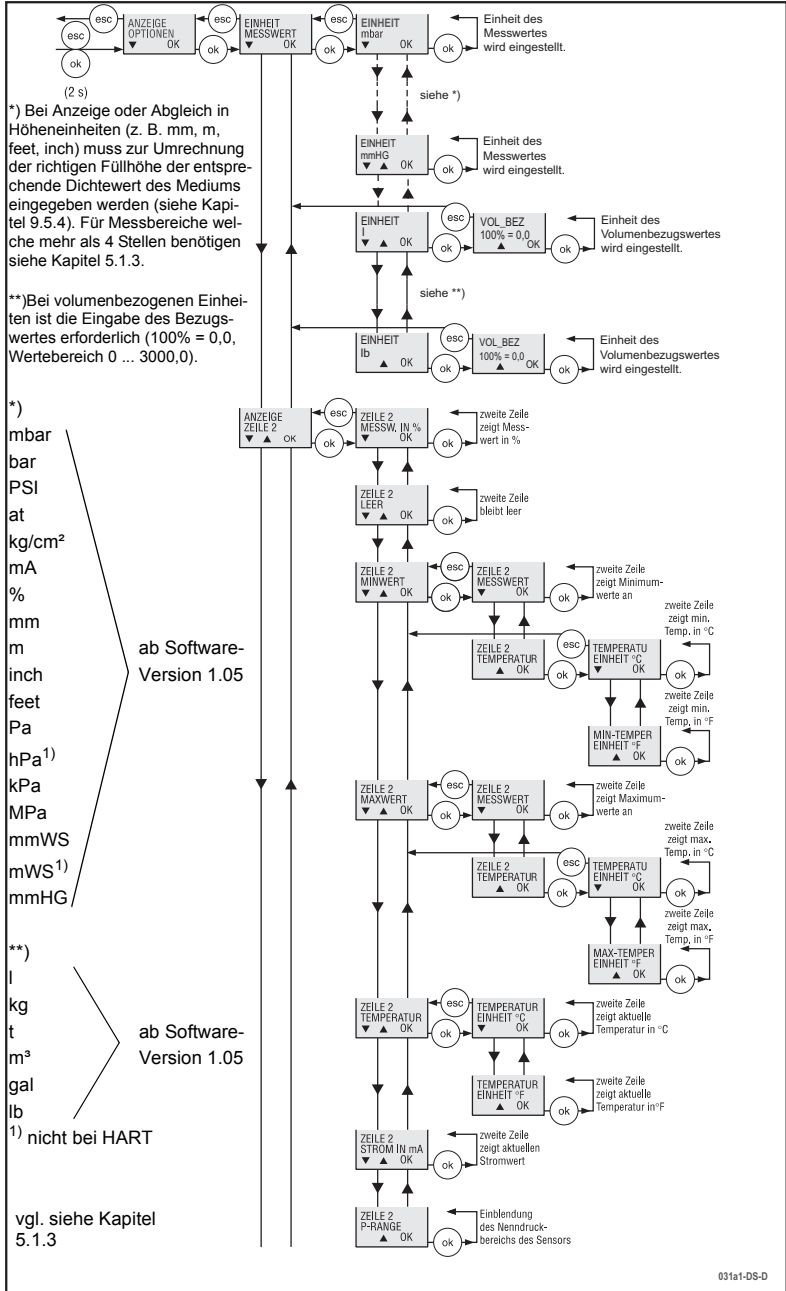 esc
ok
(2 s)
esc
ANZEIGE
OPTIONEN
▼ OK
esc
ok
EINHEIT
MESSWERT
▼ OK
esc
ok
EINHEIT
mbar
▼ OK
ok
Einheit des
Messwertes
wird eingestellt.
siehe *)
EINHEIT
mmHG
▼ ▲ OK
ok
Einheit des
Messwertes
wird eingestellt.
EINHEIT
l
▼ ▲ OK
esc
ok
VOL_BEZ
100% = 0,0
▲ OK
ok
Einheit des
Volumenbezugswertes
wird eingestellt.
siehe **)
EINHEIT
lb
▲ OK
esc
ok
VOL_BEZ
100% = 0,0
▲ OK
ok
Einheit des
Volumenbezugswertes
wird eingestellt.
*) Bei Anzeige oder Abgleich in
Höheneinheiten (z. B. mm, m,
feet, inch) muss zur Umrechnung
der richtigen Füllhöhe der entspre-
chende Dichtewert des Mediums
eingegeben werden (siehe Kapi-
tel 9.5.4). Für Messbereiche wel-
che mehr als 4 Stellen benötigen
siehe Kapitel 5.1.3.
**)Bei volumenbezogenen Einhei-
ten ist die Eingabe des Bezugs-
wertes erforderlich (100% = 0,0,
Wertebereich 0 ... 3000,0).
*)
mbar
bar
PSI
at
kg/cm²
mA
%
mm
m
inch
feet
Pa
hPa1)
kPa
MPa
mmWS
mWS1)
mmHG
ab Software-
Version 1.05
**)
l
kg
t
m³
gal
lb
ab Software-
Version 1.05
1) nicht bei HART
vgl. siehe Kapitel
5.1.3
ANZEIGE
ZEILE 2
▼ ▲ OK
esc
ok
ZEILE 2
MESSW. IN %
▼ OK
ok
zweite Zeile
zeigt Mess-
wert in %
ZEILE 2
LEER
▼ ▲ OK
ok
zweite Zeile
bleibt leer
ZEILE 2
MINWERT
▼ ▲ OK
esc
ok
ZEILE 2
MESSWERT
▼ OK
ok
zweite Zeile
zeigt Minimum-
werte an
ZEILE 2
TEMPERATUR
▲ OK
esc
ok
TEMPERATU
EINHEIT °C
▼ OK
ok
zweite Zeile
zeigt min.
Temp. in °C
zweite Zeile
zeigt min.
Temp. in °F
MIN-TEMPER
EINHEIT °F
▲ OK
ok
ZEILE 2
MAXWERT
▼ ▲ OK
esc
ok
ZEILE 2
MESSWERT
▼ OK
ok
zweite Zeile
zeigt Maximum-
werte an
ZEILE 2
TEMPERATUR
▲ OK
esc
ok
TEMPERATU
EINHEIT °C
▼ OK
ok
zweite Zeile
zeigt max.
Temp. in °C
zweite Zeile
zeigt max.
Temp. in °F
MAX-TEMPER
EINHEIT °F
▲ OK
ok
ZEILE 2
TEMPERATUR
▼ ▲ OK
esc
ok
TEMPERATUR
EINHEIT °C
▼ OK
ok
zweite Zeile
zeigt aktuelle
Temperatur in °C
TEMPERATUR
EINHEIT °F
▲ OK
ok
zweite Zeile
zeigt aktuelle
Temperatur in°F
ZEILE 2
STROM IN mA
▼ ▲ OK
ok
zweite Zeile
zeigt aktuellen
Stromwert
ZEILE 2
P-RANGE
▲ OK
ok
Einblendung
des Nenndruck-
bereichs des Sensors
031a1-DS-D